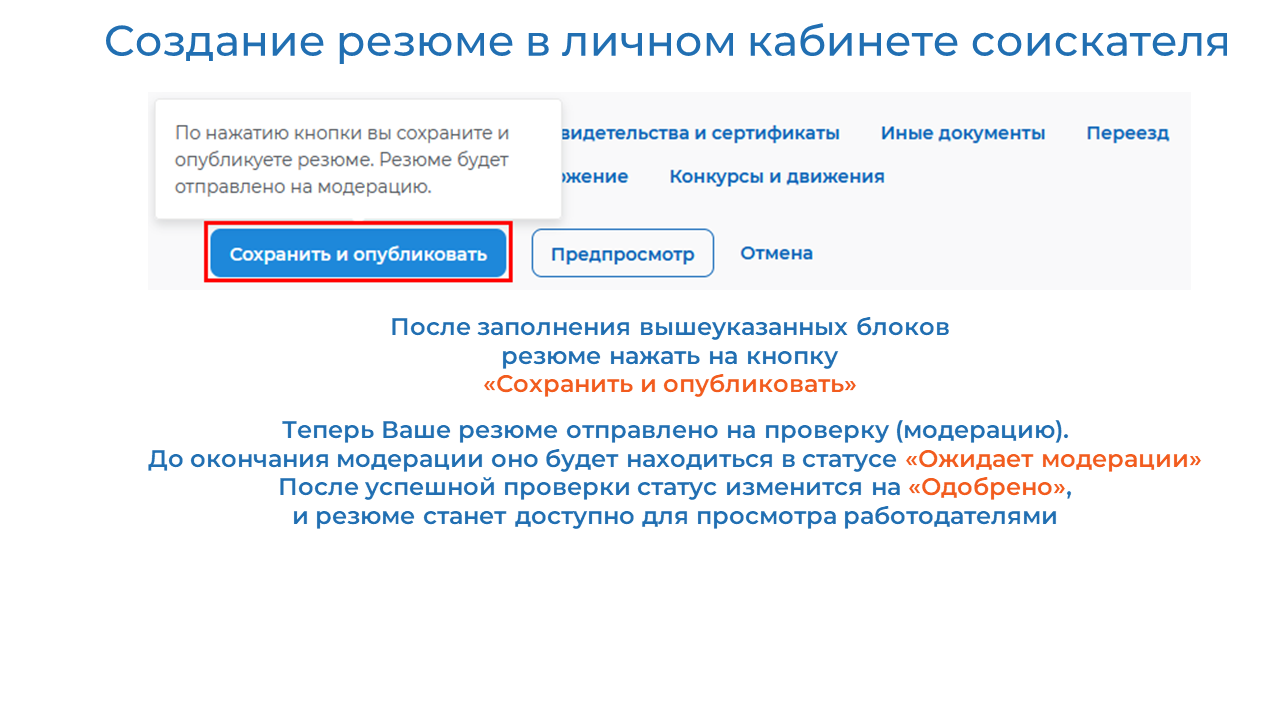 Создание резюме в личном кабинете соискателя
По нажатию кнопки вы сохраните и
опубликуете резюме. Резюме будет
отправлено на модерацию.
и сертификаты Иные документы Переезд
Конкурсы и движения
Сохранить и опубликовать Предпросмотр Отмена
После заполнения вышеуказанных блоков
резюме нажать на кнопку
«Сохранить и опубликовать»
Теперь Ваше резюме отправлено на проверку (модерацию).
До окончания модерации оно будет находиться в статусе «Ожидает модерации»
После успешной проверки статус изменится на «Одобрено»,
и резюме станет доступно для просмотра работодателями